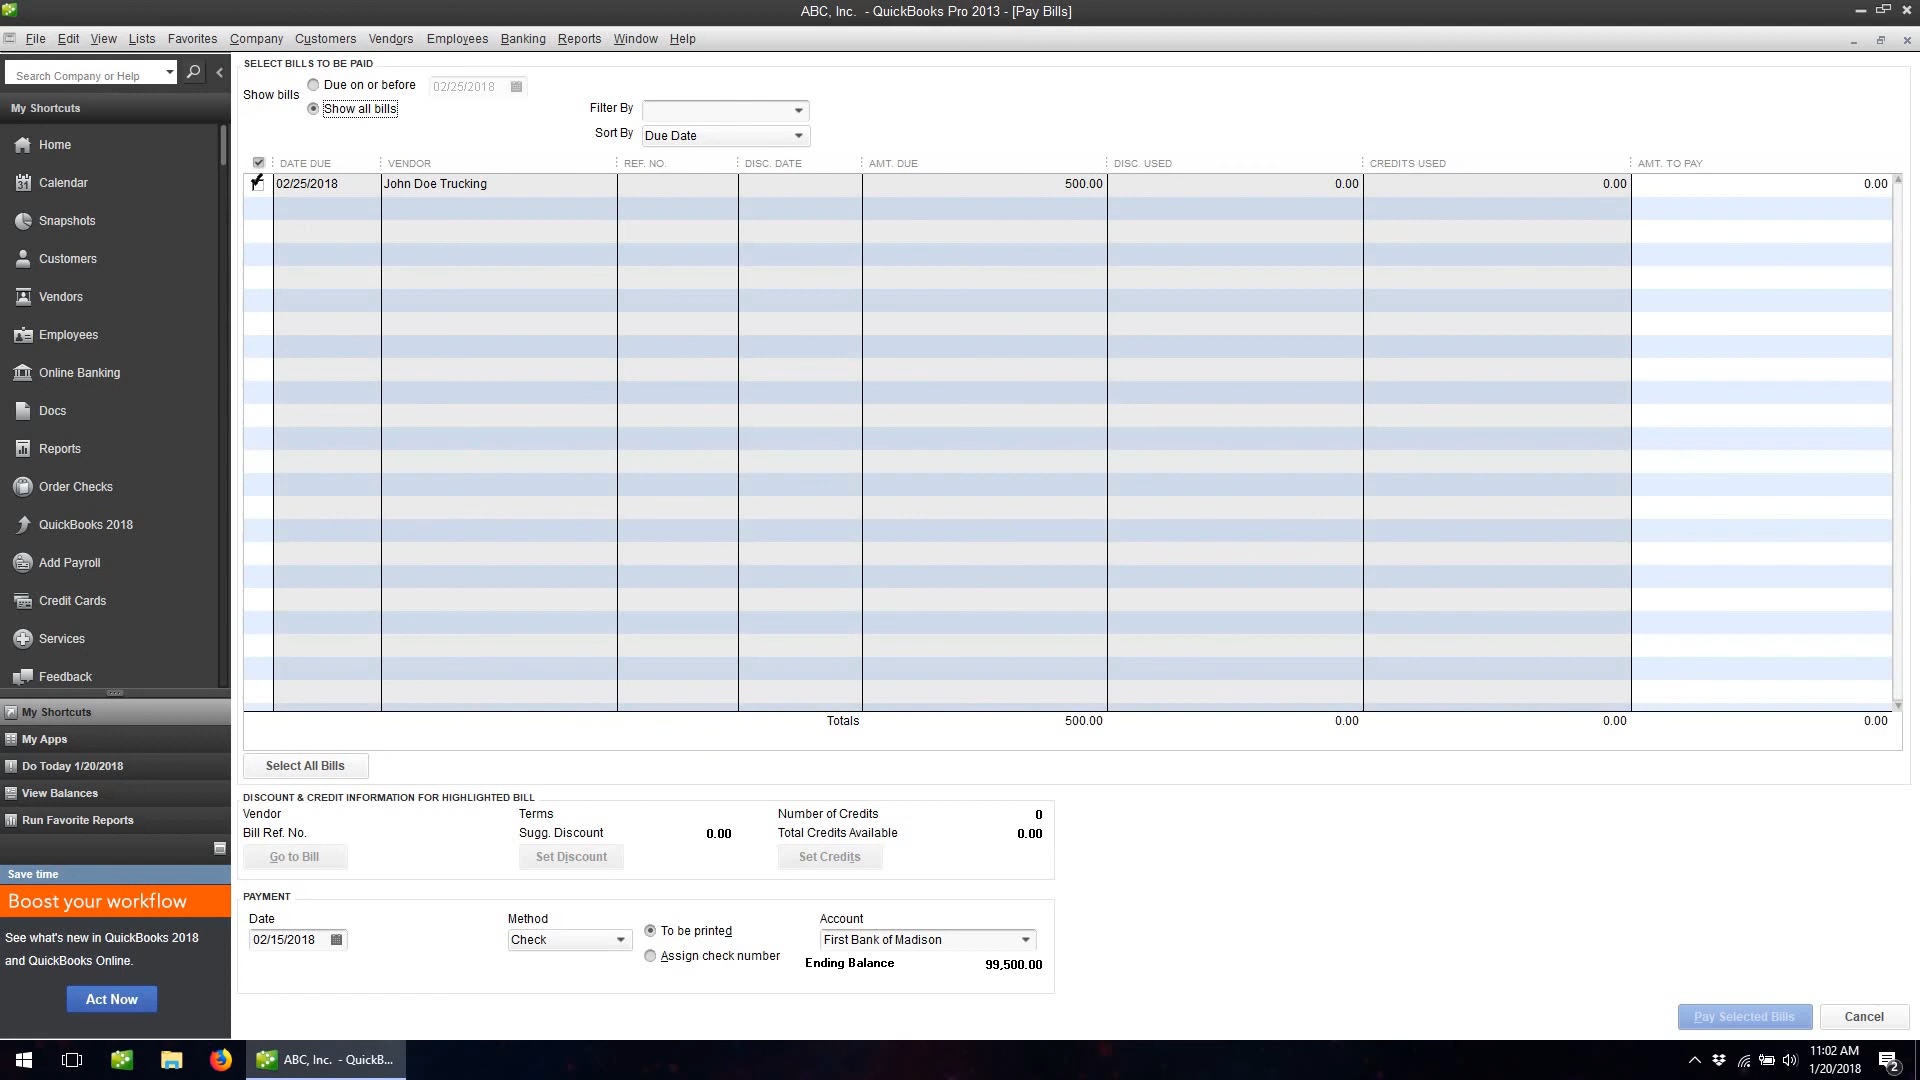 ABC, Inc. - QuickBooks Pro 2013 - [Pay Bills]
File Edit View Lists Favorites Company Customers Vendors Employees Banking Reports Window Help
Search Company or Help
My Shortcuts
Home
31 Calendar
Snapshots
Customers
Vendors
Employees
Online Banking
Docs
Reports
Order Checks
QuickBooks 2018
Add Payroll
Credit Cards
Services
Feedback
My Shortcuts
My Apps
Do Today 1/20/2018
View Balances
Run Favorite Reports
Save time
Boost your workflow
See what's new in QuickBooks 2018
and QuickBooks Online.
Act Now
SELECT BILLS TO BE PAID
Show bills
Due on or before 02/25/2018
Show all bills
Filter By
Sort By Due Date
DATE DUE VENDOR REF. NO. DISC. DATE AMT. DUE DISC. USED CREDITS USED AMT. TO PAY
02/25/2018 John Doe Trucking 500.00 0.00 0.00 0.00
Totals 500.00 0.00 0.00 0.00
Select All Bills
DISCOUNT & CREDIT INFORMATION FOR HIGHLIGHTED BILL
Vendor Terms Number of Credits 0
Bill Ref. No. Sugg. Discount 0.00 Total Credits Available 0.00
Go to Bill Set Discount Set Credits
PAYMENT
Date Method Account
02/15/2018 Check To be printed First Bank of Madison
Assign check number Ending Balance 99,500.00
Pay Selected Bills Cancel
ABC, Inc. - QuickB...
11:02 AM
1/20/2018
2